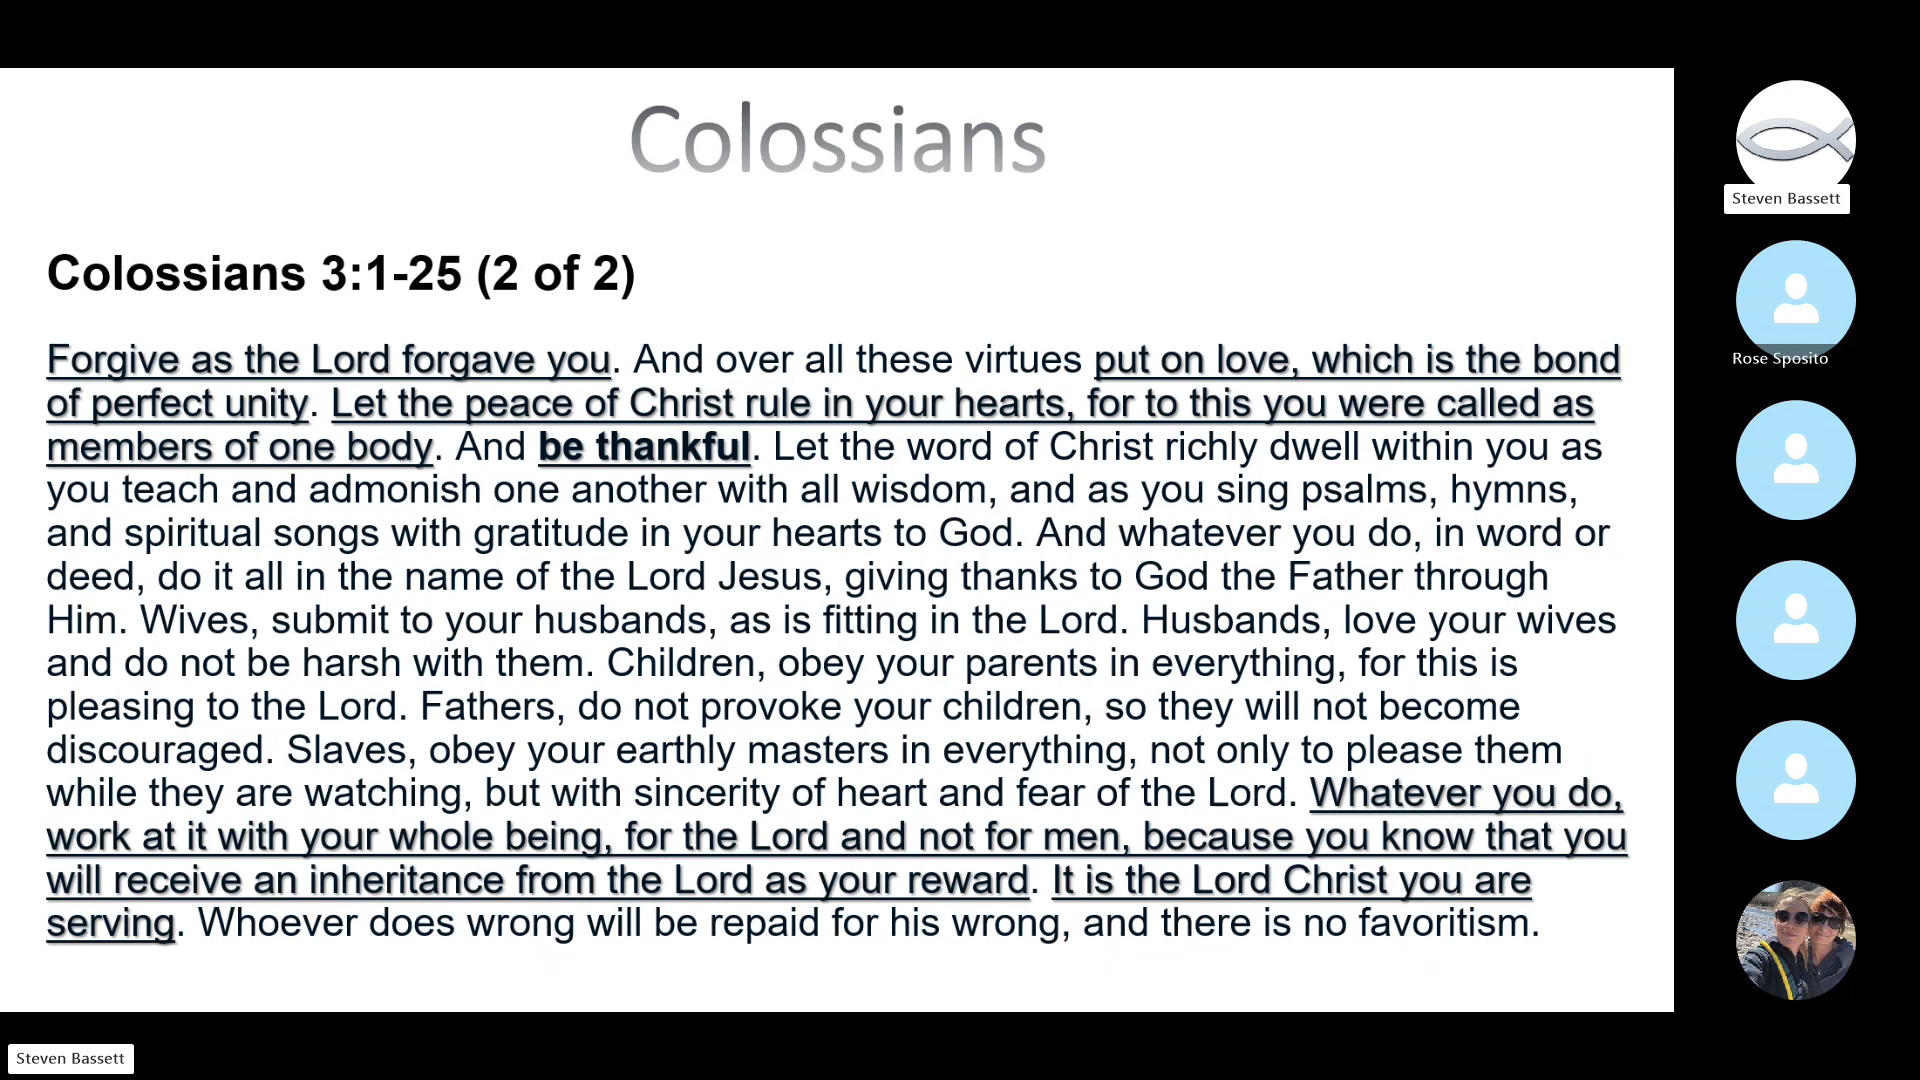 Colossians
Colossians 3:1-25 (2 of 2)
Forgive as the Lord forgave you. And over all these virtues put on love, which is the bond
of perfect unity. Let the peace of Christ rule in your hearts, for to this you were called as
members of one body. And be thankful. Let the word of Christ richly dwell within you as
you teach and admonish one another with all wisdom, and as you sing psalms, hymns,
and spiritual songs with gratitude in your hearts to God. And whatever you do, in word or
deed, do it all in the name of the Lord Jesus, giving thanks to God the Father through
Him. Wives, submit to your husbands, as is fitting in the Lord. Husbands, love your wives
and do not be harsh with them. Children, obey your parents in everything, for this is
pleasing to the Lord. Fathers, do not provoke your children, so they will not become
discouraged. Slaves, obey your earthly masters in everything, not only to please them
while they are watching, but with sincerity of heart and fear of the Lord. Whatever you do,
work at it with your whole being, for the Lord and not for men, because you know that you
will receive an inheritance from the Lord as your reward. It is the Lord Christ you are
serving. Whoever does wrong will be repaid for his wrong, and there is no favoritism.
Steven Bassett
Rose Sposito
Steven Bassett